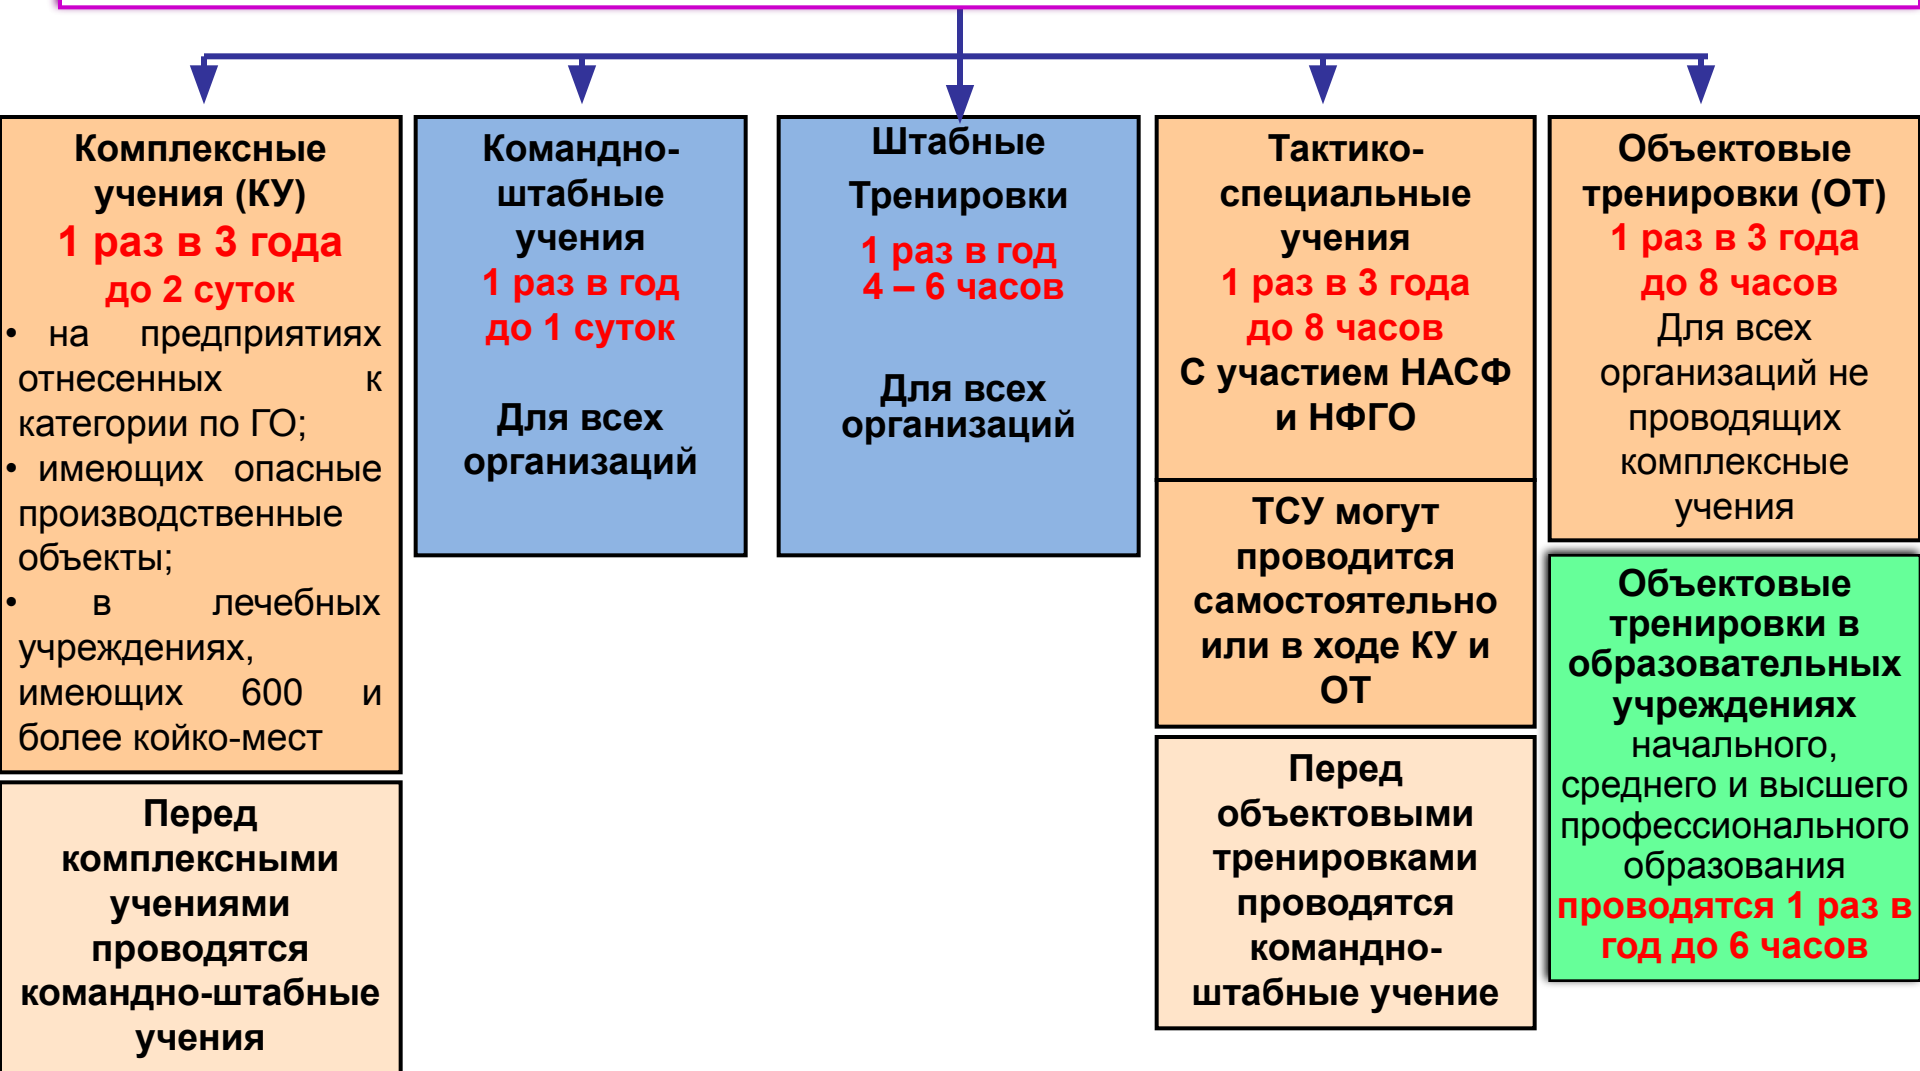 Комплексные
учения (КУ)
1 раз в 3 года
до 2 суток
• на предприятиях
отнесенных к
категории по ГО;
• имеющих опасные
производственные
объекты;
• в лечебных
учреждениях,
имеющих 600 и
более койко-мест
Перед
комплексными
учениями
проводятся
командно-штабные
учения
Командно-
штабные
учения
1 раз в год
до 1 суток
Для всех
организаций
Штабные
Тренировки
1 раз в год
4 – 6 часов
Для всех
организаций
Тактико-
специальные
учения
1 раз в 3 года
до 8 часов
С участием НАСФ
и НФГО
ТСУ могут
проводится
самостоятельно
или в ходе КУ и
ОТ
Перед
объектовыми
тренировками
проводятся
командно-
штабные учение
Объектовые
тренировки (ОТ)
1 раз в 3 года
до 8 часов
Для всех
организаций не
проводящих
комплексные
учения
Объектовые
тренировки в
образовательных
учреждениях
начального,
среднего и высшего
профессионального
образования
проводятся 1 раз в
год до 6 часов